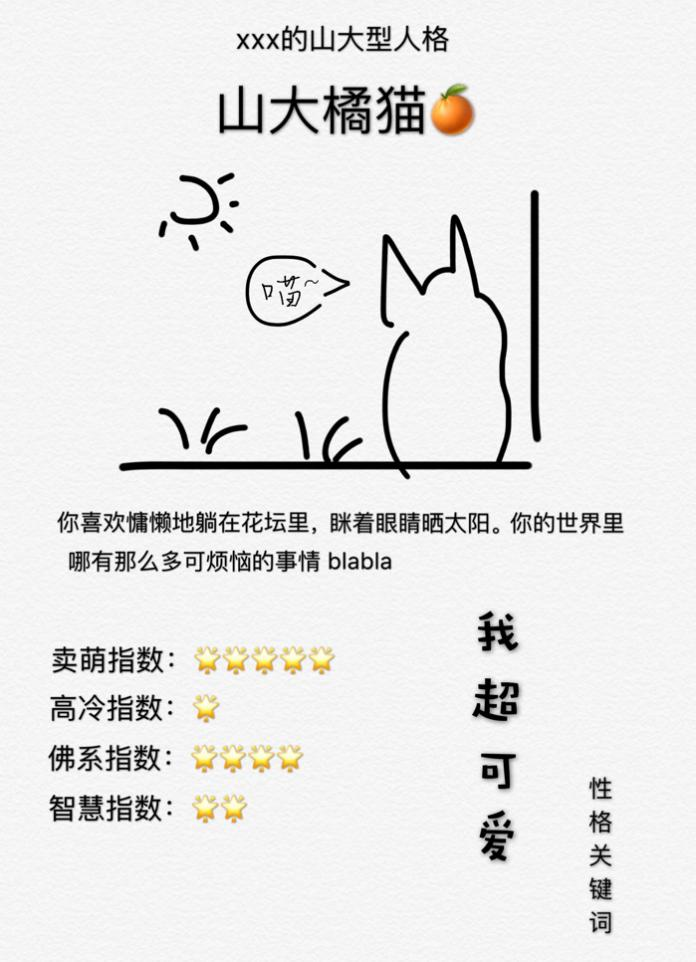 xxx的山大型人格
山大橘猫🍊
喵~
你喜欢慵懒地躺在花坛里，眯着眼睛晒太阳。你的世界里
哪有那么多可烦恼的事情 blabla
卖萌指数：🌟🌟🌟🌟🌟
高冷指数：🌟
佛系指数：🌟🌟🌟🌟
智慧指数：🌟🌟
我超可爱
性格关键词